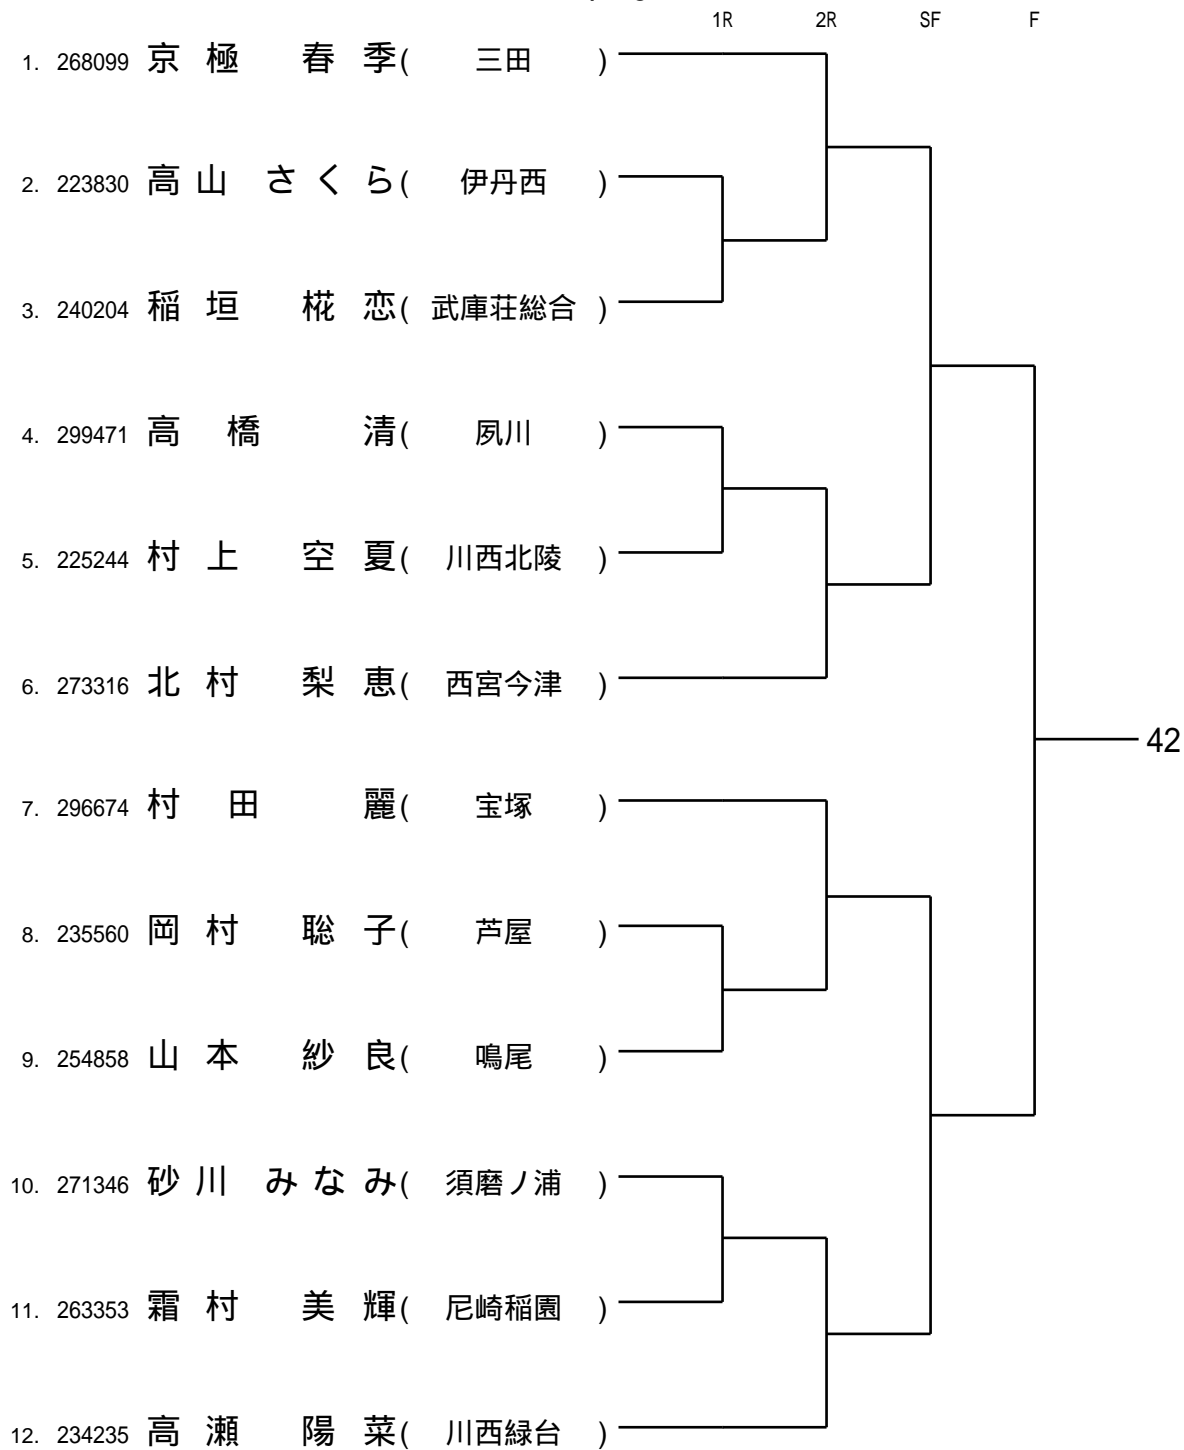 1R 2R SF F
1. 268099 京極 春季( 三田 )
2. 223830 高山 さくら( 伊丹西 )
3. 240204 稲垣 椛恋( 武庫荘総合 )
4. 299471 高橋 清( 夙川 )
5. 225244 村上 空夏( 川西北陵 )
6. 273316 北村 梨恵( 西宮今津 )
42
7. 296674 村田 麗( 宝塚 )
8. 235560 岡村 聡子( 芦屋 )
9. 254858 山本 紗良( 鳴尾 )
10. 271346 砂川 みなみ( 須磨ノ浦 )
11. 263353 霜村 美輝( 尼崎稲園 )
12. 234235 高瀬 陽菜( 川西緑台 )